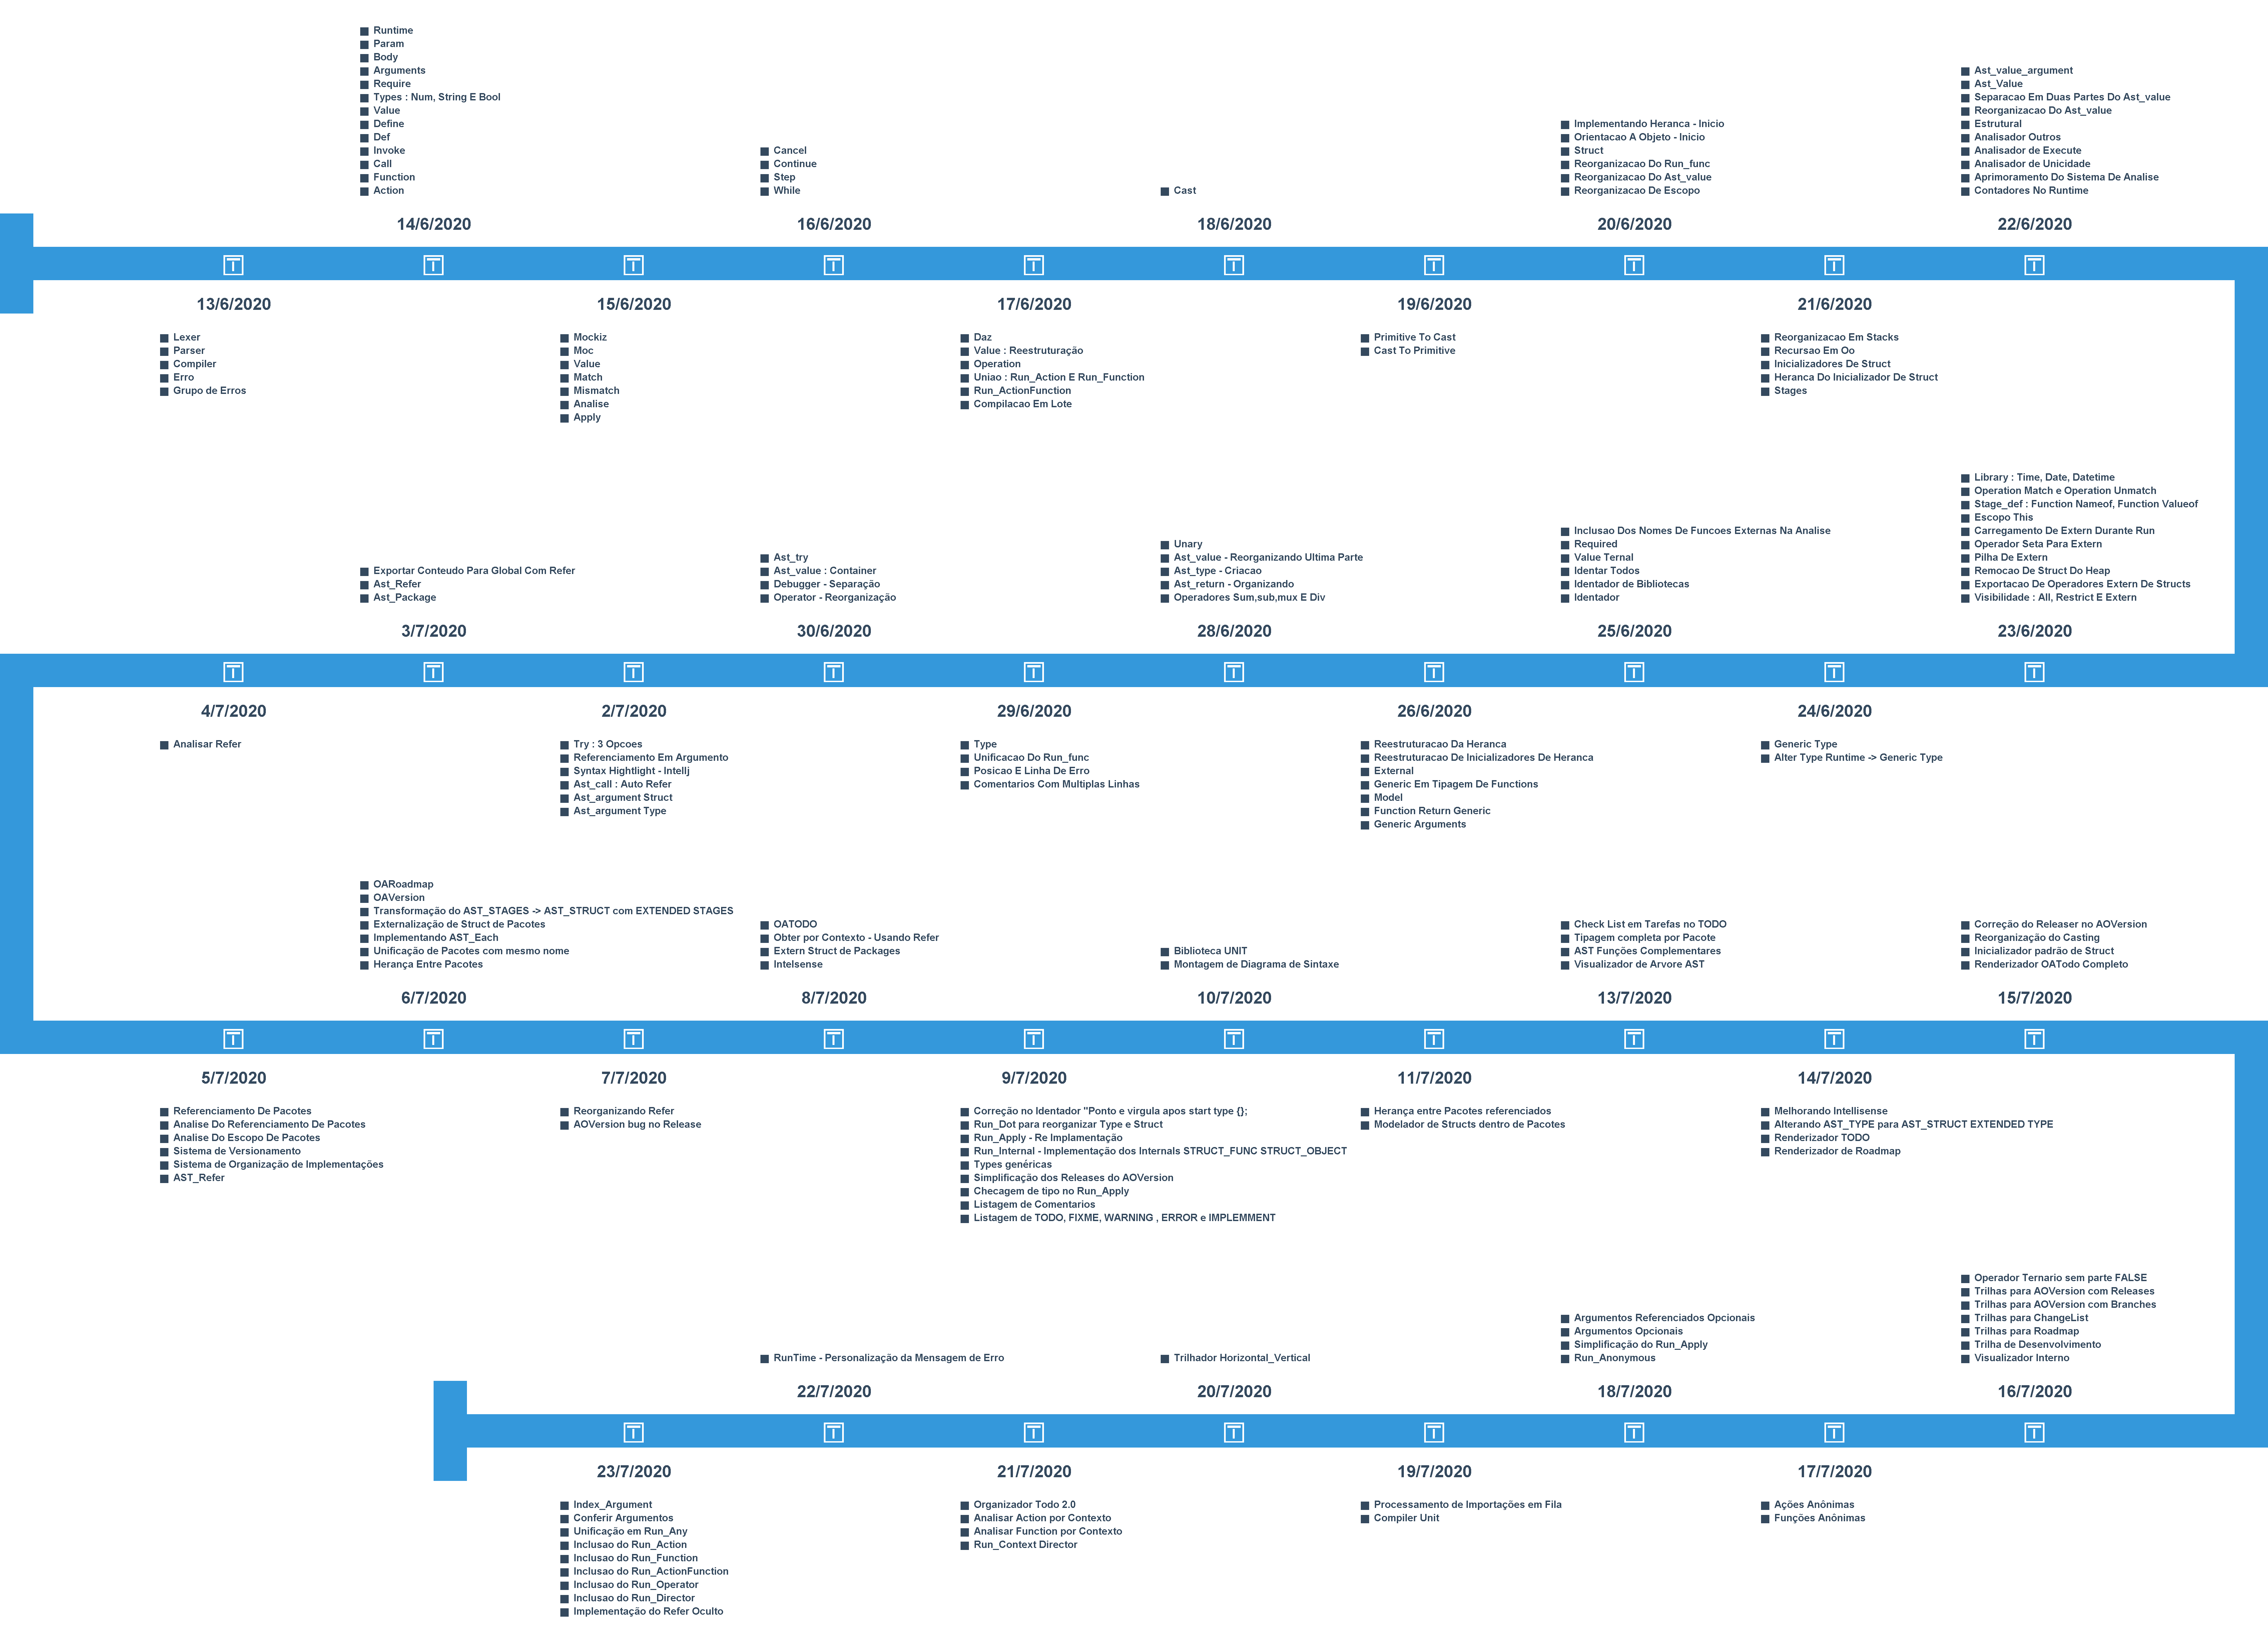 Runtime
Param
Body
Arguments
Require
Types : Num, String E Bool
Value
Define
Def
Invoke
Call
Function
Action
14/6/2020
Cancel
Continue
Step
While
16/6/2020
Cast
18/6/2020
Implementando Heranca - Inicio
Orientacao A Objeto - Inicio
Struct
Reorganizacao Do Run_func
Reorganizacao Do Ast_value
Reorganizacao De Escopo
20/6/2020
Ast_value_argument
Ast_Value
Separacao Em Duas Partes Do Ast_value
Reorganizacao Do Ast_value
Estrutural
Analisador Outros
Analisador de Execute
Analisador de Unicidade
Aprimoramento Do Sistema De Analise
Contadores No Runtime
22/6/2020
13/6/2020
Lexer
Parser
Compiler
Erro
Grupo de Erros
15/6/2020
Mockiz
Moc
Value
Match
Mismatch
Analise
Apply
17/6/2020
Daz
Value : Reestruturação
Operation
Uniao : Run_Action E Run_Function
Run_ActionFunction
Compilacao Em Lote
19/6/2020
Primitive To Cast
Cast To Primitive
21/6/2020
Reorganizacao Em Stacks
Recursao Em Oo
Inicializadores De Struct
Heranca Do Inicializador De Struct
Stages
Exportar Conteudo Para Global Com Refer
Ast_Refer
Ast_Package
3/7/2020
Ast_try
Ast_value : Container
Debugger - Separação
Operator - Reorganização
30/6/2020
Unary
Ast_value - Reorganizando Ultima Parte
Ast_type - Criacao
Ast_return - Organizando
Operadores Sum,sub,mux E Div
28/6/2020
Inclusao Dos Nomes De Funcoes Externas Na Analise
Required
Value Ternal
Identar Todos
Identador de Bibliotecas
Identador
25/6/2020
Library : Time, Date, Datetime
Operation Match e Operation Unmatch
Stage_def : Function Nameof, Function Valueof
Escopo This
Carregamento De Extern Durante Run
Operador Seta Para Extern
Pilha De Extern
Remocao De Struct Do Heap
Exportacao De Operadores Extern De Structs
Visibilidade : All, Restrict E Extern
23/6/2020
4/7/2020
Analisar Refer
2/7/2020
Try : 3 Opcoes
Referenciamento Em Argumento
Syntax Hightlight - Intellj
Ast_call : Auto Refer
Ast_argument Struct
Ast_argument Type
29/6/2020
Type
Unificacao Do Run_func
Posicao E Linha De Erro
Comentarios Com Multiplas Linhas
26/6/2020
Reestruturacao Da Heranca
Reestruturacao De Inicializadores De Heranca
External
Generic Em Tipagem De Functions
Model
Function Return Generic
Generic Arguments
24/6/2020
Generic Type
Alter Type Runtime -> Generic Type
OARoadmap
OAVersion
Transformação do AST_STAGES -> AST_STRUCT com EXTENDED STAGES
Externalização de Struct de Pacotes
Implementando AST_Each
Unificação de Pacotes com mesmo nome
Herança Entre Pacotes
6/7/2020
OATODO
Obter por Contexto - Usando Refer
Extern Struct de Packages
Intelsense
8/7/2020
Biblioteca UNIT
Montagem de Diagrama de Sintaxe
10/7/2020
Check List em Tarefas no TODO
Tipagem completa por Pacote
AST Funções Complementares
Visualizador de Arvore AST
13/7/2020
Correção do Releaser no AOVersion
Reorganização do Casting
Inicializador padrão de Struct
Renderizador OATodo Completo
15/7/2020
5/7/2020
Referenciamento De Pacotes
Analise Do Referenciamento De Pacotes
Analise Do Escopo De Pacotes
Sistema de Versionamento
Sistema de Organização de Implementações
AST_Refer
7/7/2020
Reorganizando Refer
AOVersion bug no Release
9/7/2020
Correção no Identador "Ponto e virgula apos start type {};
Run_Dot para reorganizar Type e Struct
Run_Apply - Re Implamentação
Run_Internal - Implementação dos Internals STRUCT_FUNC STRUCT_OBJECT
Types genéricas
Simplificação dos Releases do AOVersion
Checagem de tipo no Run_Apply
Listagem de Comentarios
Listagem de TODO, FIXME, WARNING , ERROR e IMPLEMMENT
11/7/2020
Herança entre Pacotes referenciados
Modelador de Structs dentro de Pacotes
14/7/2020
Melhorando Intellisense
Alterando AST_TYPE para AST_STRUCT EXTENDED TYPE
Renderizador TODO
Renderizador de Roadmap
RunTime - Personalização da Mensagem de Erro
22/7/2020
Trilhador Horizontal_Vertical
20/7/2020
Argumentos Referenciados Opcionais
Argumentos Opcionais
Simplificação do Run_Apply
Run_Anonymous
18/7/2020
Operador Ternario sem parte FALSE
Trilhas para AOVersion com Releases
Trilhas para AOVersion com Branches
Trilhas para ChangeList
Trilhas para Roadmap
Trilha de Desenvolvimento
Visualizador Interno
16/7/2020
23/7/2020
Index_Argument
Conferir Argumentos
Unificação em Run_Any
Inclusao do Run_Action
Inclusao do Run_Function
Inclusao do Run_ActionFunction
Inclusao do Run_Operator
Inclusao do Run_Director
Implementação do Refer Oculto
21/7/2020
Organizador Todo 2.0
Analisar Action por Contexto
Analisar Function por Contexto
Run_Context Director
19/7/2020
Processamento de Importações em Fila
Compiler Unit
17/7/2020
Ações Anônimas
Funções Anônimas